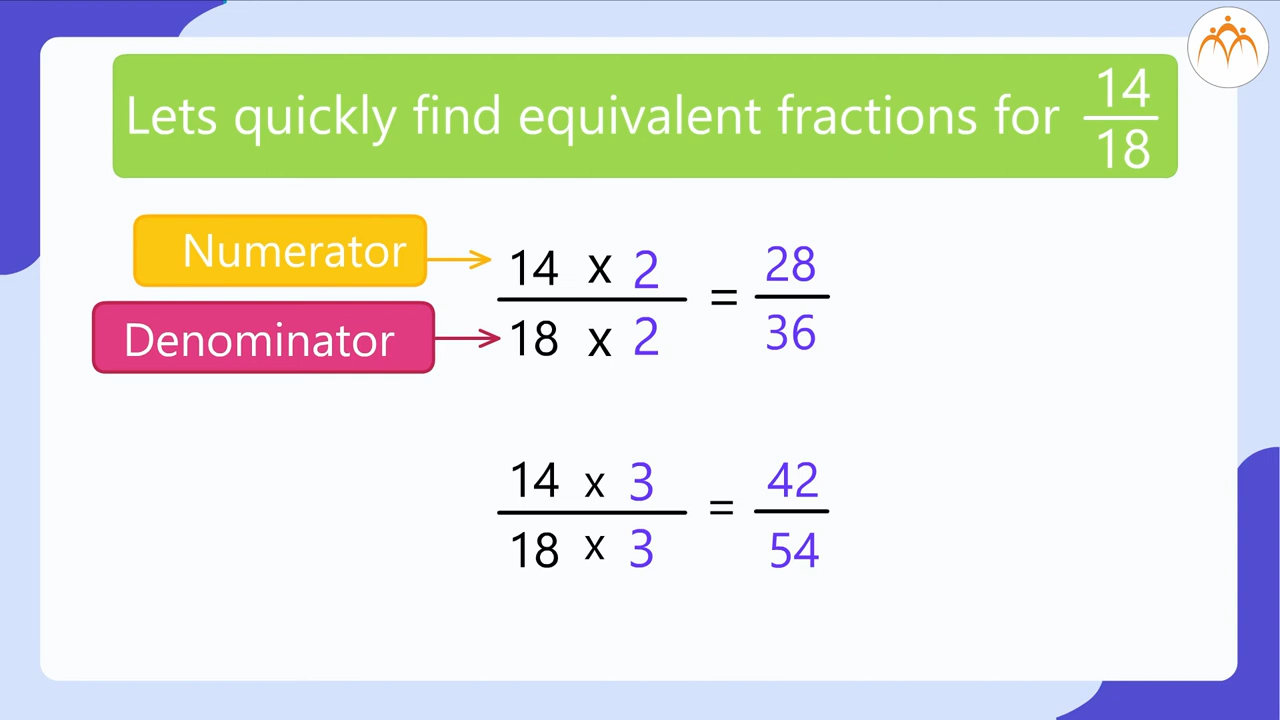 Lets quickly find equivalent fractions for 14/18
Numerator
Denominator
14 x 2 = 28
18 x 2 36
14 x 3 = 42
18 x 3 54